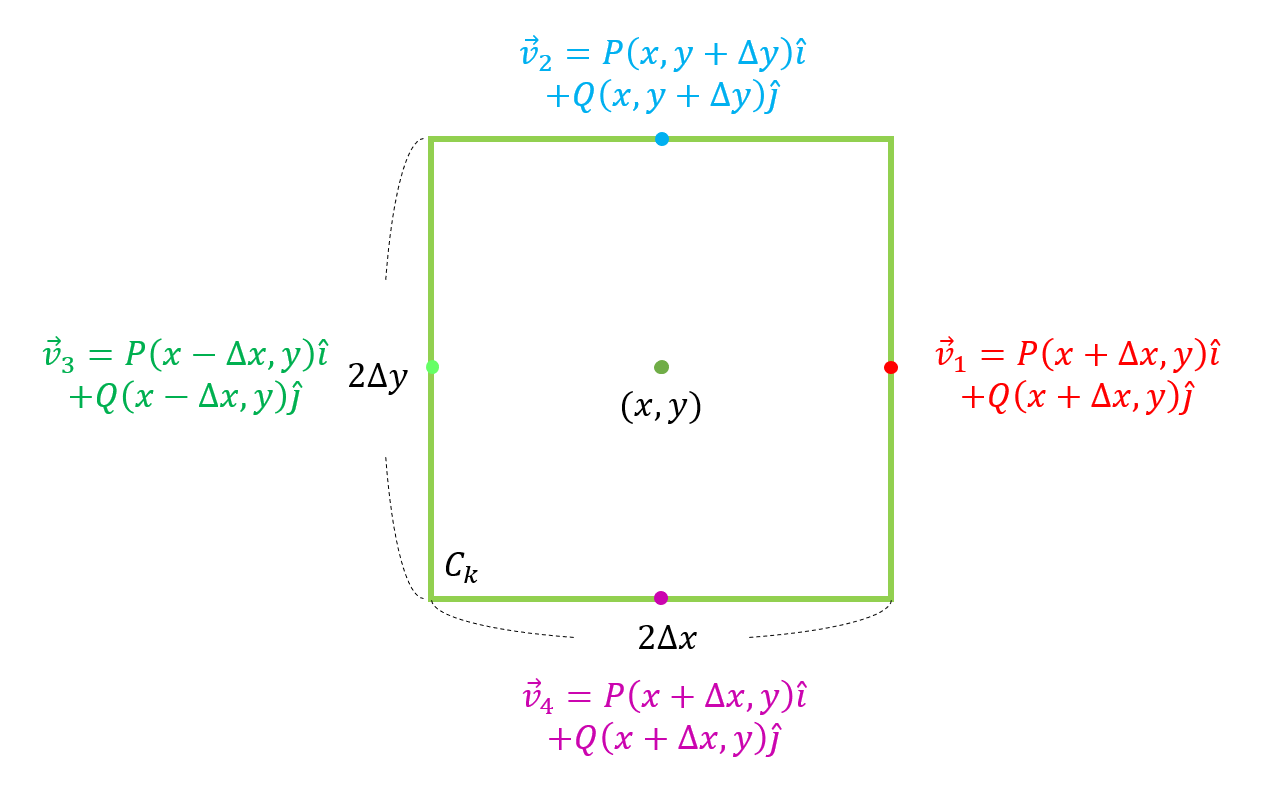 v⃗₂ = P(x, y + Δy)î
+Q(x, y + Δy)ĵ
v⃗₃ = P(x − Δx, y)î
+Q(x − Δx, y)ĵ
2Δy
(x, y)
v⃗₁ = P(x + Δx, y)î
+Q(x + Δx, y)ĵ
Cₖ
2Δx
v⃗₄ = P(x + Δx, y)î
+Q(x + Δx, y)ĵ